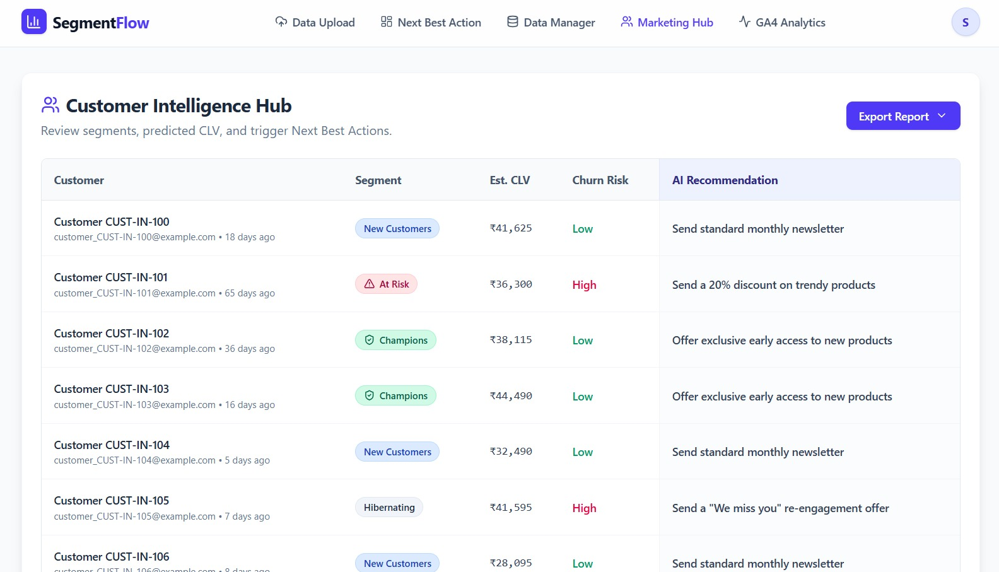 SegmentFlow
Data Upload
Next Best Action
Data Manager
Marketing Hub
GA4 Analytics
S
Customer Intelligence Hub
Review segments, predicted CLV, and trigger Next Best Actions.
Export Report
Customer Segment Est. CLV Churn Risk AI Recommendation
Customer CUST-IN-100
customer_CUST-IN-100@example.com • 18 days ago
New Customers ₹41,625 Low Send standard monthly newsletter
Customer CUST-IN-101
customer_CUST-IN-101@example.com • 65 days ago
At Risk ₹36,300 High Send a 20% discount on trendy products
Customer CUST-IN-102
customer_CUST-IN-102@example.com • 36 days ago
Champions ₹38,115 Low Offer exclusive early access to new products
Customer CUST-IN-103
customer_CUST-IN-103@example.com • 16 days ago
Champions ₹44,490 Low Offer exclusive early access to new products
Customer CUST-IN-104
customer_CUST-IN-104@example.com • 5 days ago
New Customers ₹32,490 Low Send standard monthly newsletter
Customer CUST-IN-105
customer_CUST-IN-105@example.com • 7 days ago
Hibernating ₹41,595 High Send a "We miss you" re-engagement offer
Customer CUST-IN-106
customer_CUST-IN-106@example.com • 8 days ago
New Customers ₹28,095 Low Send standard monthly newsletter